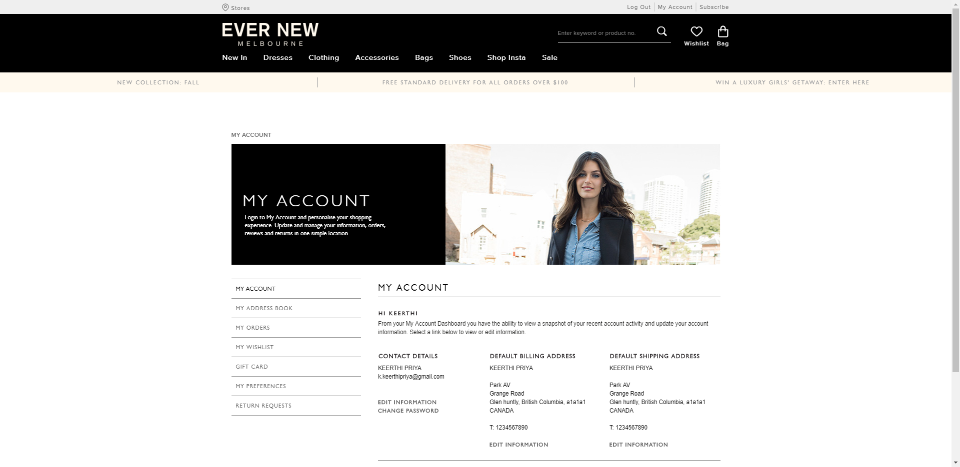 Stores
Log Out My Account Subscribe
EVER NEW
MELBOURNE
Enter keyword or product no.
Wishlist Bag
New In Dresses Clothing Accessories Bags Shoes Shop Insta Sale
NEW COLLECTION: FALL
FREE STANDARD DELIVERY FOR ALL ORDERS OVER $100
WIN A LUXURY GIRLS' GETAWAY: ENTER HERE
MY ACCOUNT
MY ACCOUNT
Login to My Account and personalise your shopping
experience. Update and manage your information, orders,
reviews and returns in one simple location
MY ACCOUNT
MY ADDRESS BOOK
MY ORDERS
MY WISHLIST
GIFT CARD
MY PREFERENCES
RETURN REQUESTS
MY ACCOUNT
HI KEERTHI
From your My Account Dashboard you have the ability to view a snapshot of your recent account activity and update your account
information. Select a link below to view or edit information.
CONTACT DETAILS
KEERTHI PRIYA
k.keerthipriya@gmail.com
EDIT INFORMATION
CHANGE PASSWORD
DEFAULT BILLING ADDRESS
KEERTHI PRIYA
Park AV
Grange Road
Glen huntly, British Columbia, a1a1a1
CANADA
T: 1234567890
EDIT INFORMATION
DEFAULT SHIPPING ADDRESS
KEERTHI PRIYA
Park AV
Grange Road
Glen huntly, British Columbia, a1a1a1
CANADA
T: 1234567890
EDIT INFORMATION